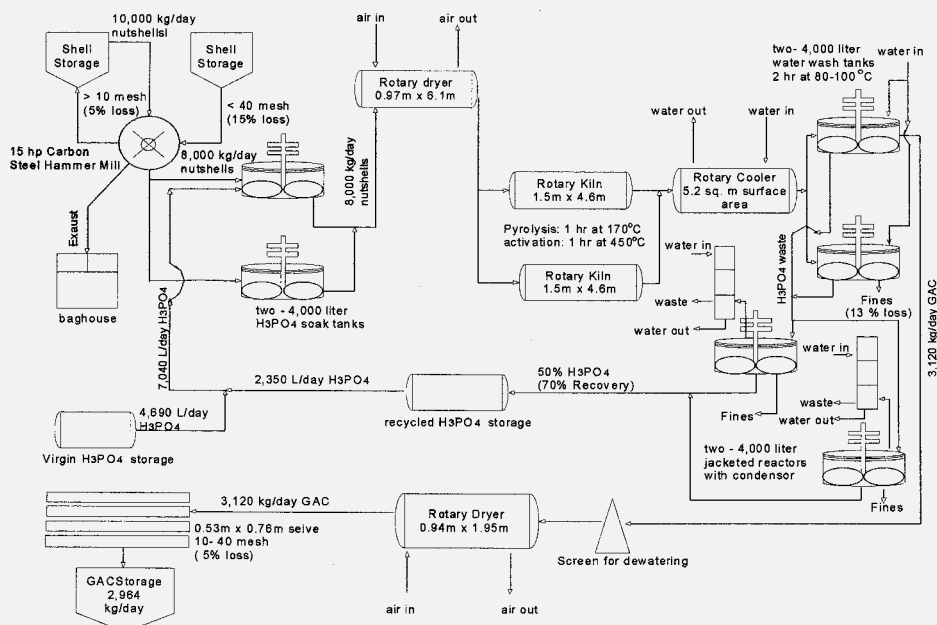 10,000 kg/day
nutshellsl
Shell
Storage
Shell
Storage
> 10 mesh
(5% loss)
< 40 mesh
(15% loss)
15 hp Carbon
Steel Hammer Mill
8,000 kg/day
nutshells
Exaust
baghouse
two - 4,000 liter
H3PO4 soak tanks
7,040 L/day H3PO4
8,000 kg/day
nutshells
air in
air out
Rotary dryer
0.97m x 6.1m
Rotary Kiln
1.5m x 4.6m
Pyrolysis: 1 hr at 170°C
activation: 1 hr at 450°C
Rotary Kiln
1.5m x 4.6m
water out
water in
Rotary Cooler
5.2 sq. m surface
area
two- 4,000 liter
water wash tanks
2 hr at 80-100°C
water in
H3PO4 waste
Fines
(13 % loss)
3,120 kg/day GAC
water in
waste
water out
water in
waste
water out
Fines
two - 4,000 liter
jacketed reactors
with condensor
Fines
50% H3PO4
(70% Recovery)
recycled H3PO4 storage
2,350 L/day H3PO4
4,690 L/day
H3PO4
Virgin H3PO4 storage
3,120 kg/day GAC
0.53m x 0.76m seive
10- 40 mesh
( 5% loss)
GACStorage
2,964
kg/day
Rotary Dryer
0.94m x 1.95m
air in
air out
Screen for dewatering